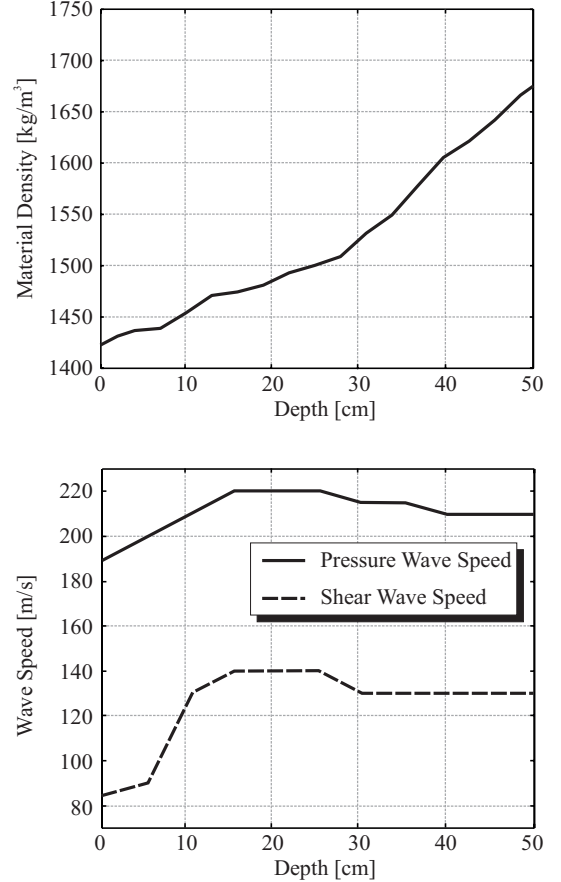 1750
1700
1650
1600
1550
1500
1450
1400
Material Density [kg/m³]
0 10 20 30 40 50
Depth [cm]
220
200
180
160
140
120
100
80
Wave Speed [m/s]
Pressure Wave Speed
Shear Wave Speed
0 10 20 30 40 50
Depth [cm]